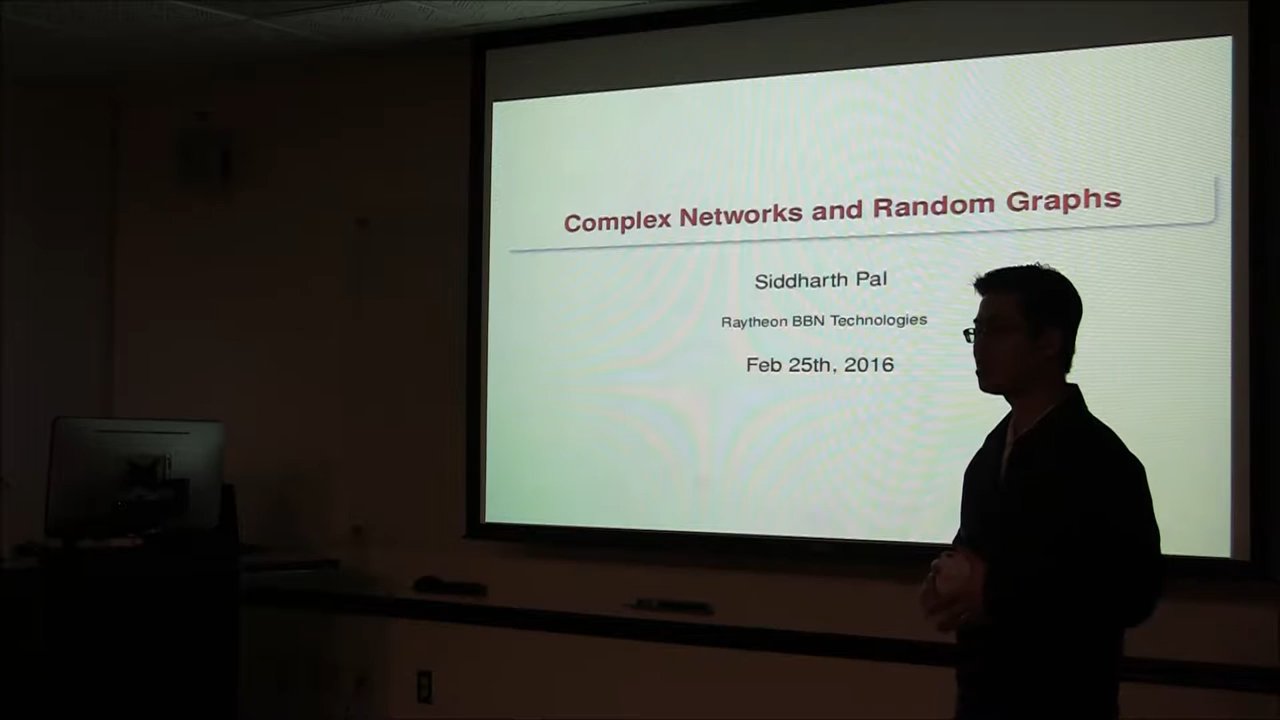 Complex Networks and Random Graphs
Siddharth Pal
Raytheon BBN Technologies
Feb 25th, 2016